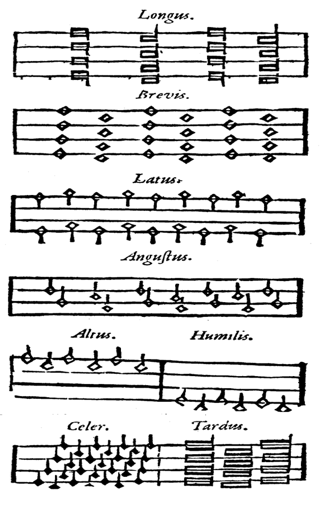 Longus.
Brevis.
Latus.
Anguſtus.
Altus. Humilis.
Celer. Tardus.